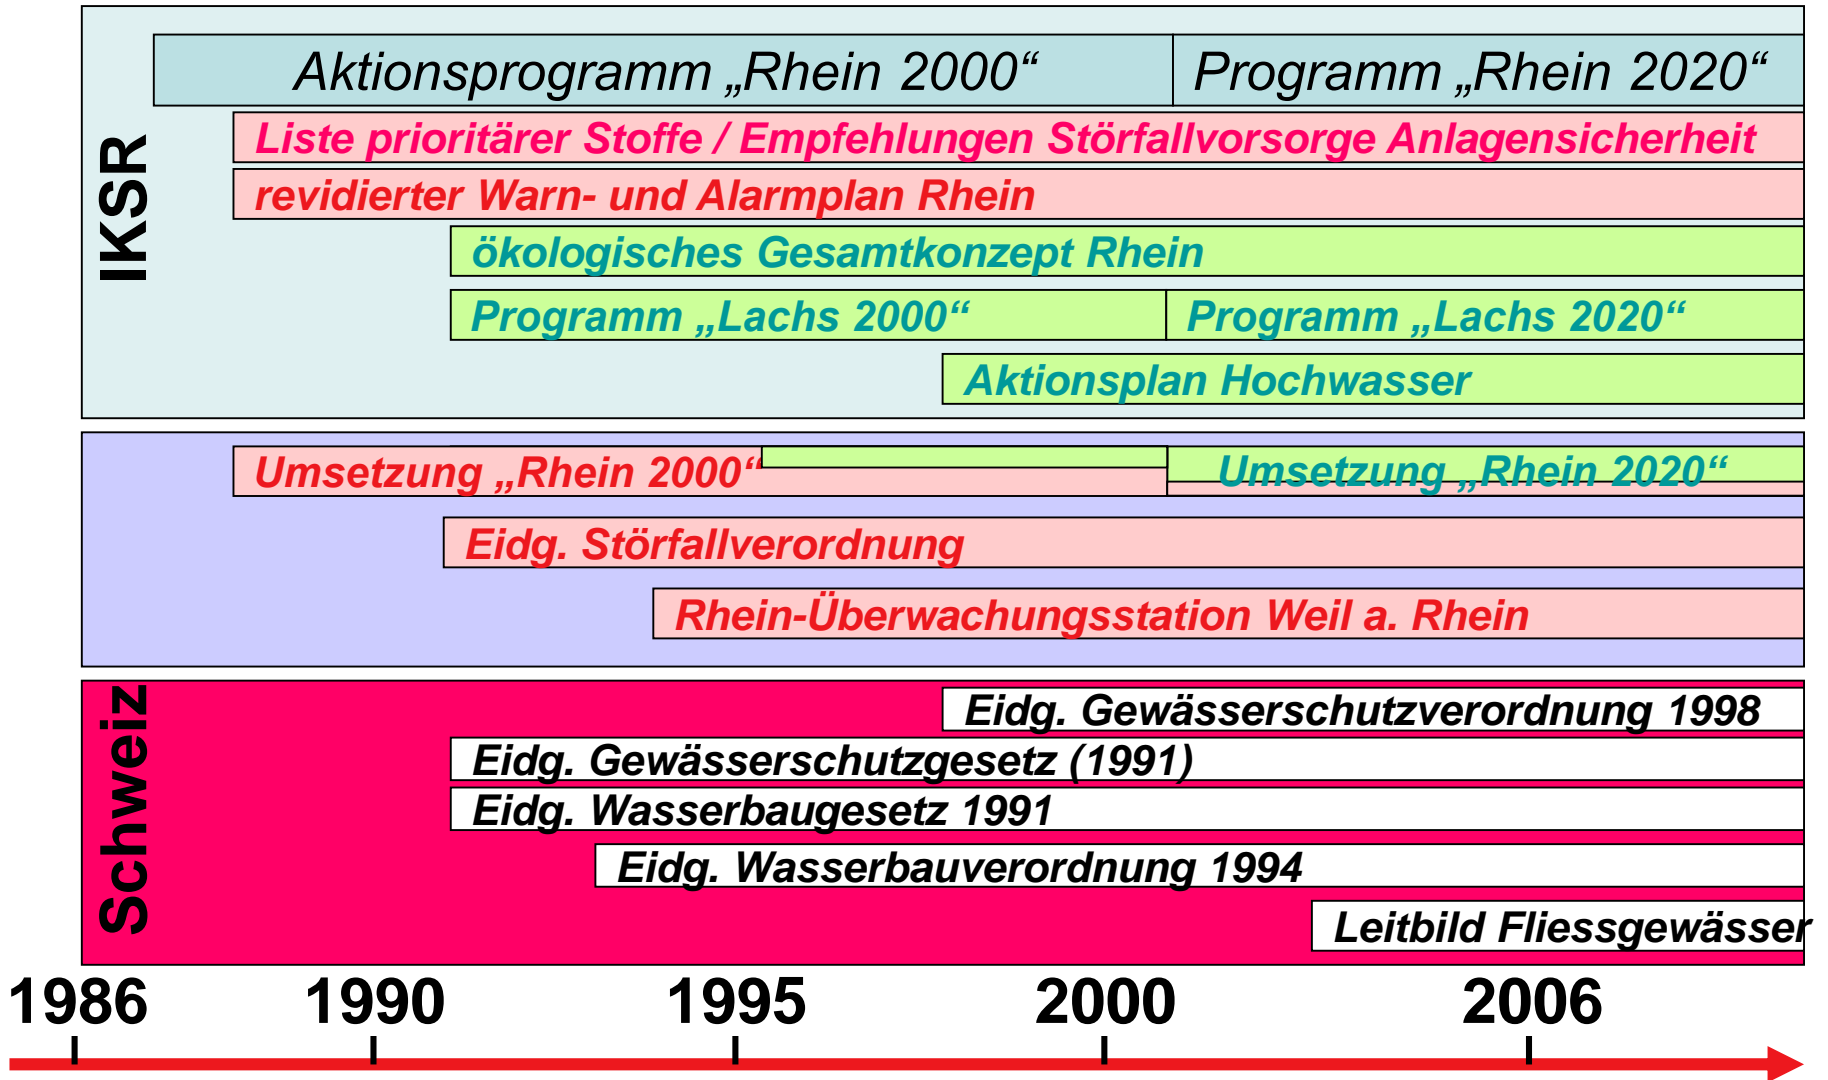 IKSR
Aktionsprogramm „Rhein 2000“
Programm „Rhein 2020“
Liste prioritärer Stoffe / Empfehlungen Störfallvorsorge Anlagensicherheit
revidierter Warn- und Alarmplan Rhein
ökologisches Gesamtkonzept Rhein
Programm „Lachs 2000“
Programm „Lachs 2020“
Aktionsplan Hochwasser
Umsetzung „Rhein 2000“
Umsetzung „Rhein 2020“
Eidg. Störfallverordnung
Rhein-Überwachungsstation Weil a. Rhein
Schweiz
Eidg. Gewässerschutzverordnung 1998
Eidg. Gewässerschutzgesetz (1991)
Eidg. Wasserbaugesetz 1991
Eidg. Wasserbauverordnung 1994
Leitbild Fliessgewässer
1986 1990 1995 2000 2006